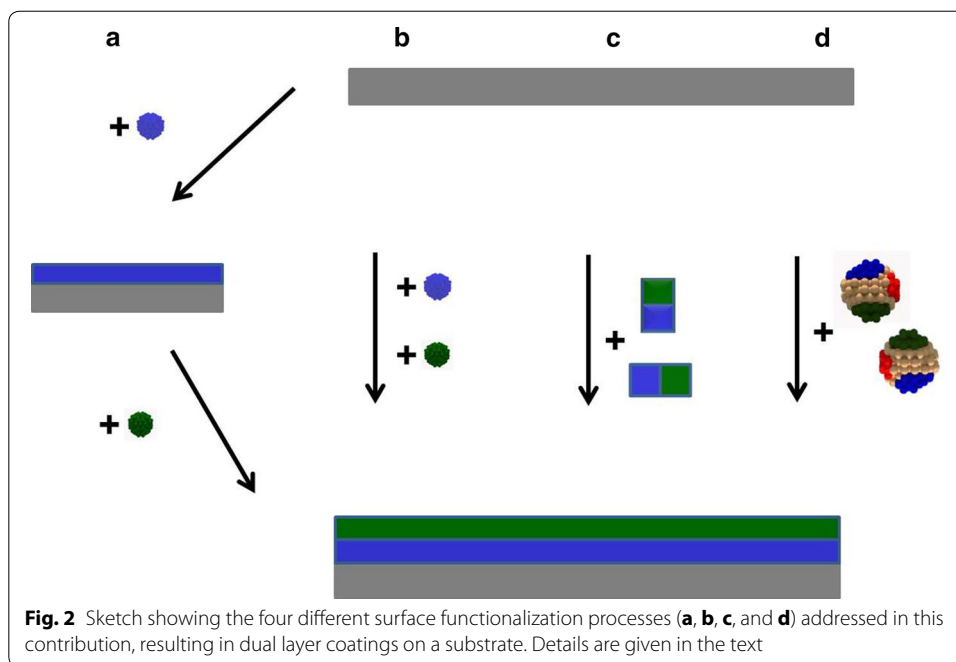 a b c d
+
+
+
+
+
+
+
Fig. 2 Sketch showing the four different surface functionalization processes (a, b, c, and d) addressed in this
contribution, resulting in dual layer coatings on a substrate. Details are given in the text